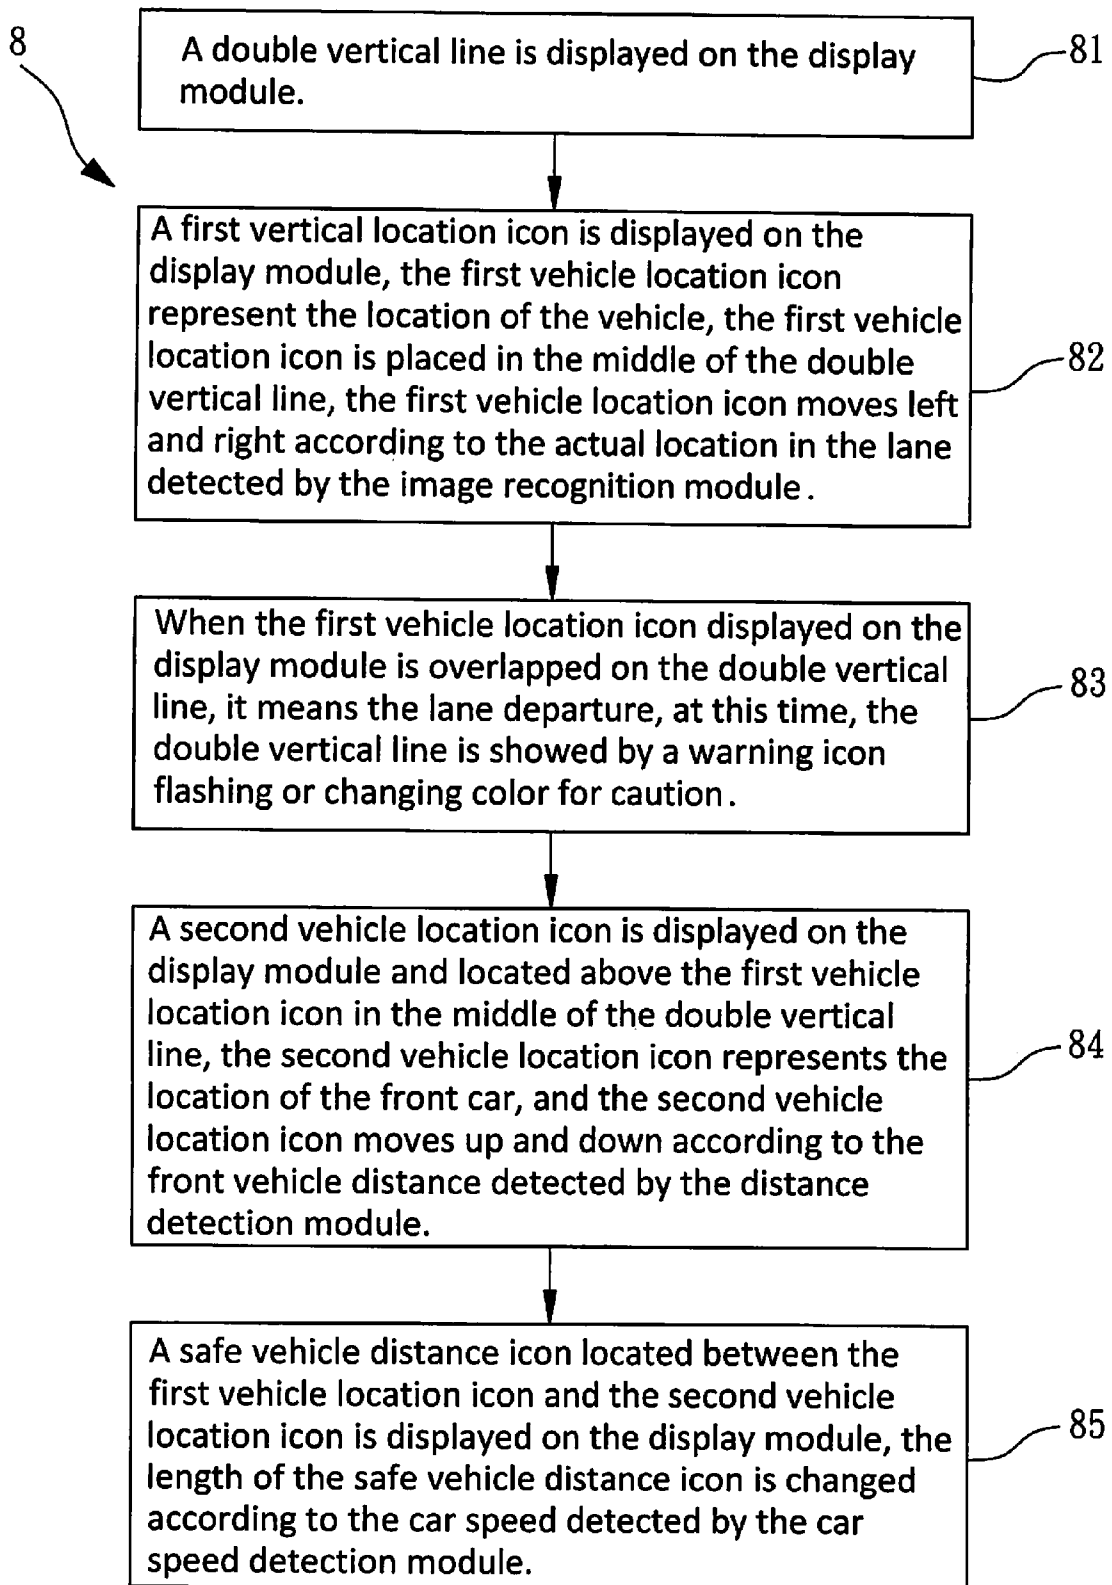 8
A double vertical line is displayed on the display
module.
81
A first vertical location icon is displayed on the
display module, the first vehicle location icon
represent the location of the vehicle, the first vehicle
location icon is placed in the middle of the double
vertical line, the first vehicle location icon moves left
and right according to the actual location in the lane
detected by the image recognition module.
82
When the first vehicle location icon displayed on the
display module is overlapped on the double vertical
line, it means the lane departure, at this time, the
double vertical line is showed by a warning icon
flashing or changing color for caution.
83
A second vehicle location icon is displayed on the
display module and located above the first vehicle
location icon in the middle of the double vertical
line, the second vehicle location icon represents the
location of the front car, and the second vehicle
location icon moves up and down according to the
front vehicle distance detected by the distance
detection module.
84
A safe vehicle distance icon located between the
first vehicle location icon and the second vehicle
location icon is displayed on the display module, the
length of the safe vehicle distance icon is changed
according to the car speed detected by the car
speed detection module.
85